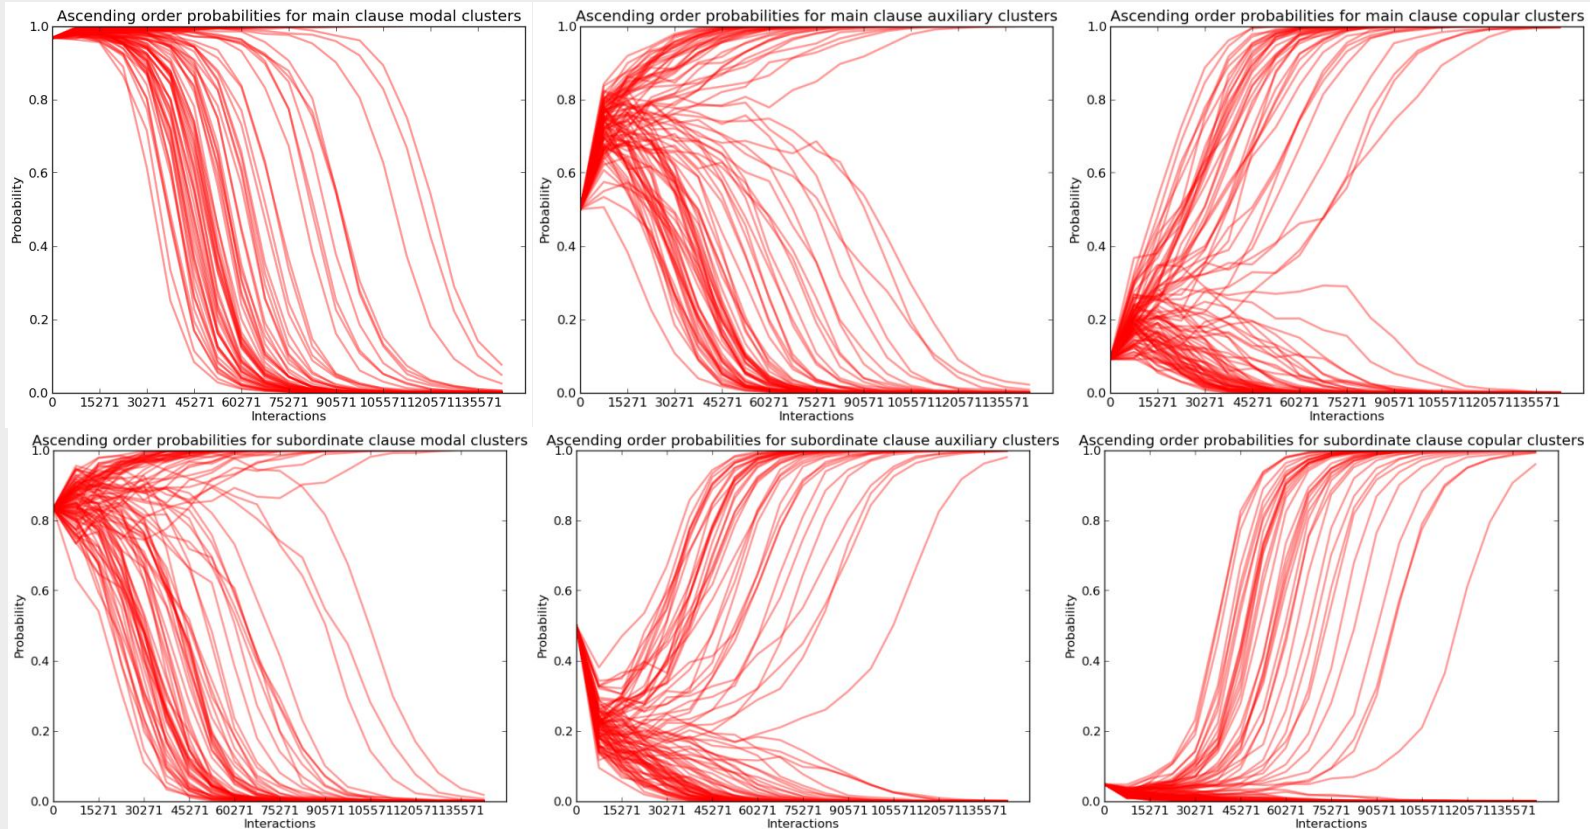 Ascending order probabilities for main clause modal clusters
1.0
0.8
0.6
0.4
0.2
0.0
Probability
0 15271 30271 45271 60271 75271 90571 105571 120571 135571
Interactions
Ascending order probabilities for main clause auxiliary clusters
1.0
0.8
0.6
0.4
0.2
0.0
Probability
0 15271 30271 45271 60271 75271 90571 105571 120571 135571
Interactions
Ascending order probabilities for main clause copular clusters
1.0
0.8
0.6
0.4
0.2
0.0
Probability
0 15271 30271 45271 60271 75271 90571 105571 120571 135571
Interactions
Ascending order probabilities for subordinate clause modal clusters
1.0
0.8
0.6
0.4
0.2
0.0
Probability
0 15271 30271 45271 60271 75271 90571 105571 120571 135571
Interactions
Ascending order probabilities for subordinate clause auxiliary clusters
1.0
0.8
0.6
0.4
0.2
0.0
Probability
0 15271 30271 45271 60271 75271 90571 105571 120571 135571
Interactions
Ascending order probabilities for subordinate clause copular clusters
1.0
0.8
0.6
0.4
0.2
0.0
Probability
0 15271 30271 45271 60271 75271 90571 105571 120571 135571
Interactions